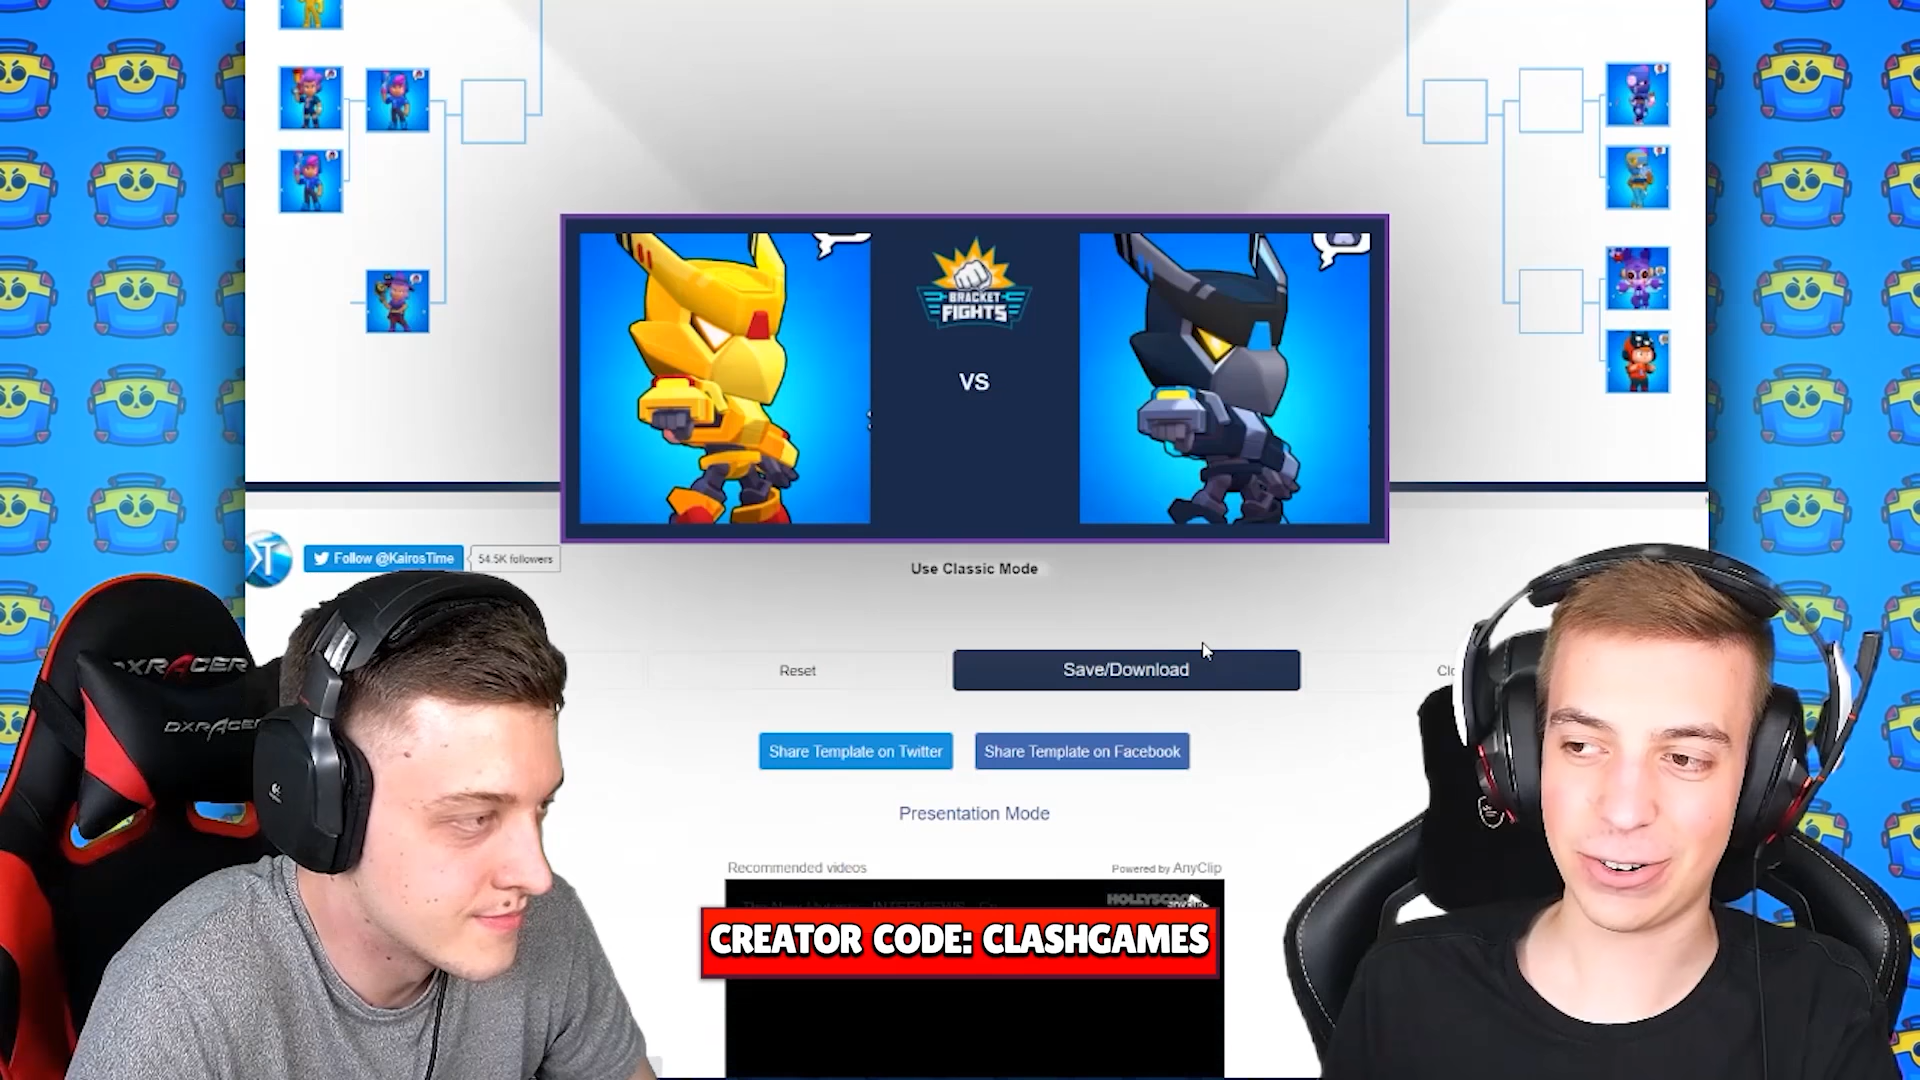 BRACKET
FIGHTS
VS
Follow @KairosTime
54.5K followers
Use Classic Mode
Reset
Save/Download
Share Template on Twitter
Share Template on Facebook
Presentation Mode
Recommended videos
Powered by AnyClip
CREATOR CODE: CLASHGAMES
DXRACER
DXRACER